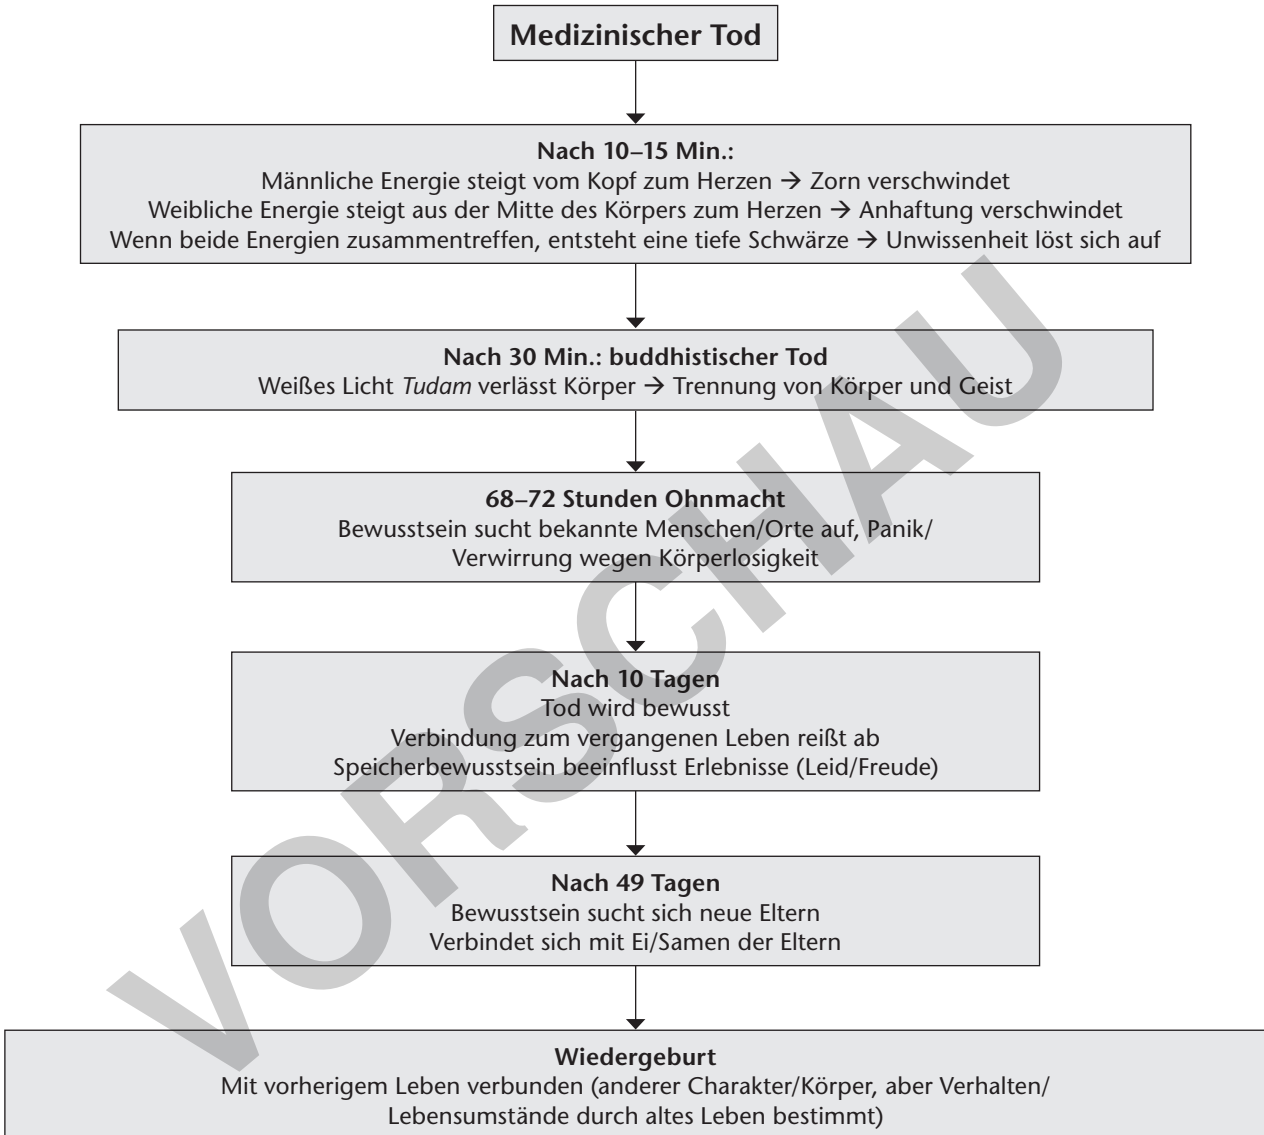 Medizinischer Tod
Nach 10–15 Min.:
Männliche Energie steigt vom Kopf zum Herzen → Zorn verschwindet
Weibliche Energie steigt aus der Mitte des Körpers zum Herzen → Anhaftung verschwindet
Wenn beide Energien zusammentreffen, entsteht eine tiefe Schwärze → Unwissenheit löst sich auf
Nach 30 Min.: buddhistischer Tod
Weißes Licht Tudam verlässt Körper → Trennung von Körper und Geist
68–72 Stunden Ohnmacht
Bewusstsein sucht bekannte Menschen/Orte auf, Panik/
Verwirrung wegen Körperlosigkeit
Nach 10 Tagen
Tod wird bewusst
Verbindung zum vergangenen Leben reißt ab
Speicherbewusstsein beeinflusst Erlebnisse (Leid/Freude)
Nach 49 Tagen
Bewusstsein sucht sich neue Eltern
Verbindet sich mit Ei/Samen der Eltern
Wiedergeburt
Mit vorherigem Leben verbunden (anderer Charakter/Körper, aber Verhalten/
Lebensumstände durch altes Leben bestimmt)
VORSCHAU